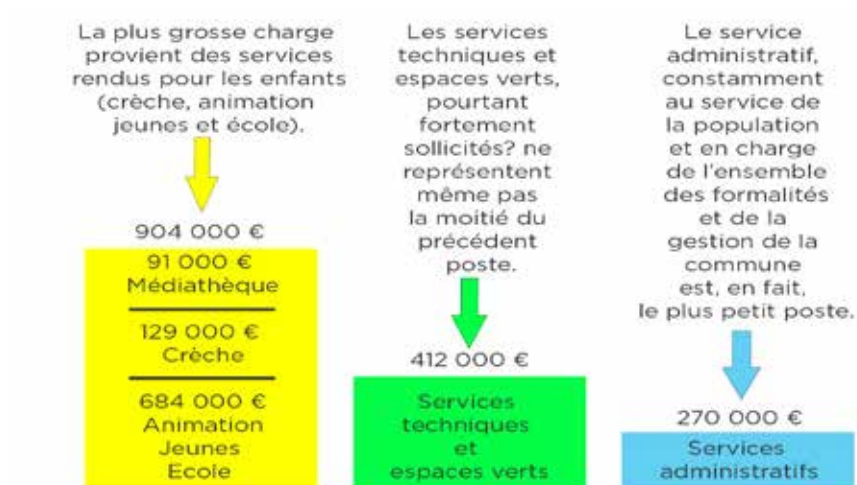 La plus grosse charge
provient des services
rendus pour les enfants
(crèche, animation
jeunes et école).
904 000 €
91 000 €
Médiathèque
129 000 €
Crèche
684 000 €
Animation
Jeunes
Ecole
Les services
techniques et
espaces verts,
pourtant
fortement
sollicités? ne
représentent
même pas
la moitié du
précédent
poste.
412 000 €
Services
techniques
et
espaces verts
Le service
administratif,
constamment
au service de
la population
et en charge
de l'ensemble
des formalités
et de la
gestion de la
commune
est, en fait,
le plus petit poste.
270 000 €
Services
administratifs